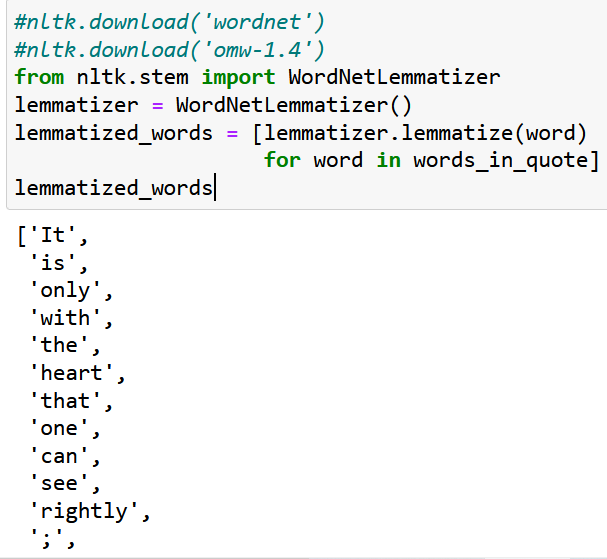 #nltk.download('wordnet')
#nltk.download('omw-1.4')
from nltk.stem import WordNetLemmatizer
lemmatizer = WordNetLemmatizer()
lemmatized_words = [lemmatizer.lemmatize(word)
                    for word in words_in_quote]
lemmatized_words
['It',
 'is',
 'only',
 'with',
 'the',
 'heart',
 'that',
 'one',
 'can',
 'see',
 'rightly',
 ';',